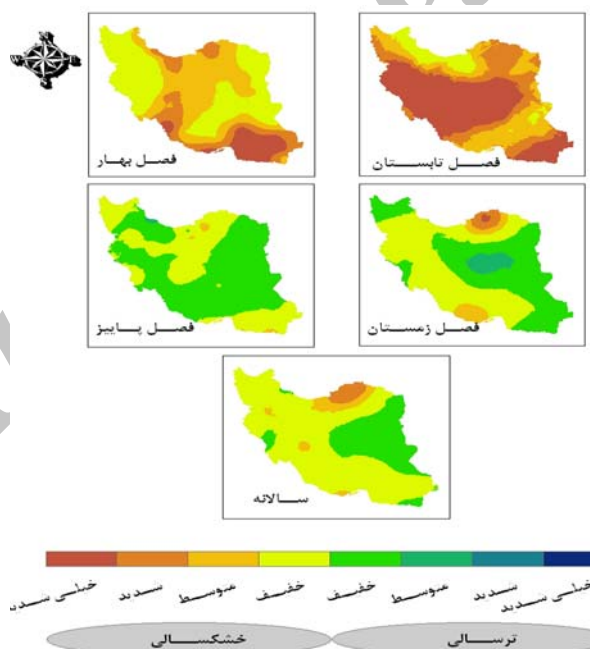 فصل بهار
فصل تابستان
فصل پاییز
فصل زمستان
سالانه
خیلی شدید
شدید
متوسط
خفیف
خفیف
متوسط
شدید
خیلی شدید
خشکسالی
ترسالی